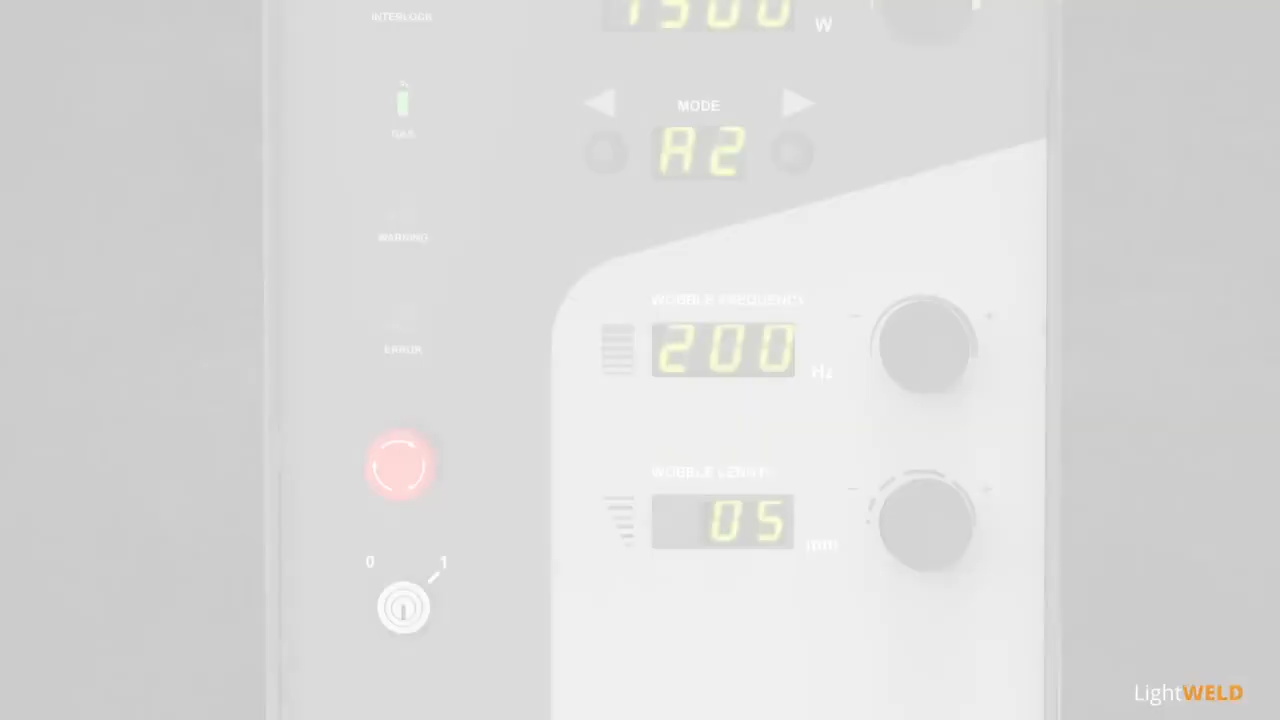 INTERLOCK
1500 W
MODE
A2
GAS
WARNING
WOBBLE FREQUENCY
200 Hz
ERROR
WOBBLE LENGTH
05 mm
0 1
LightWELD